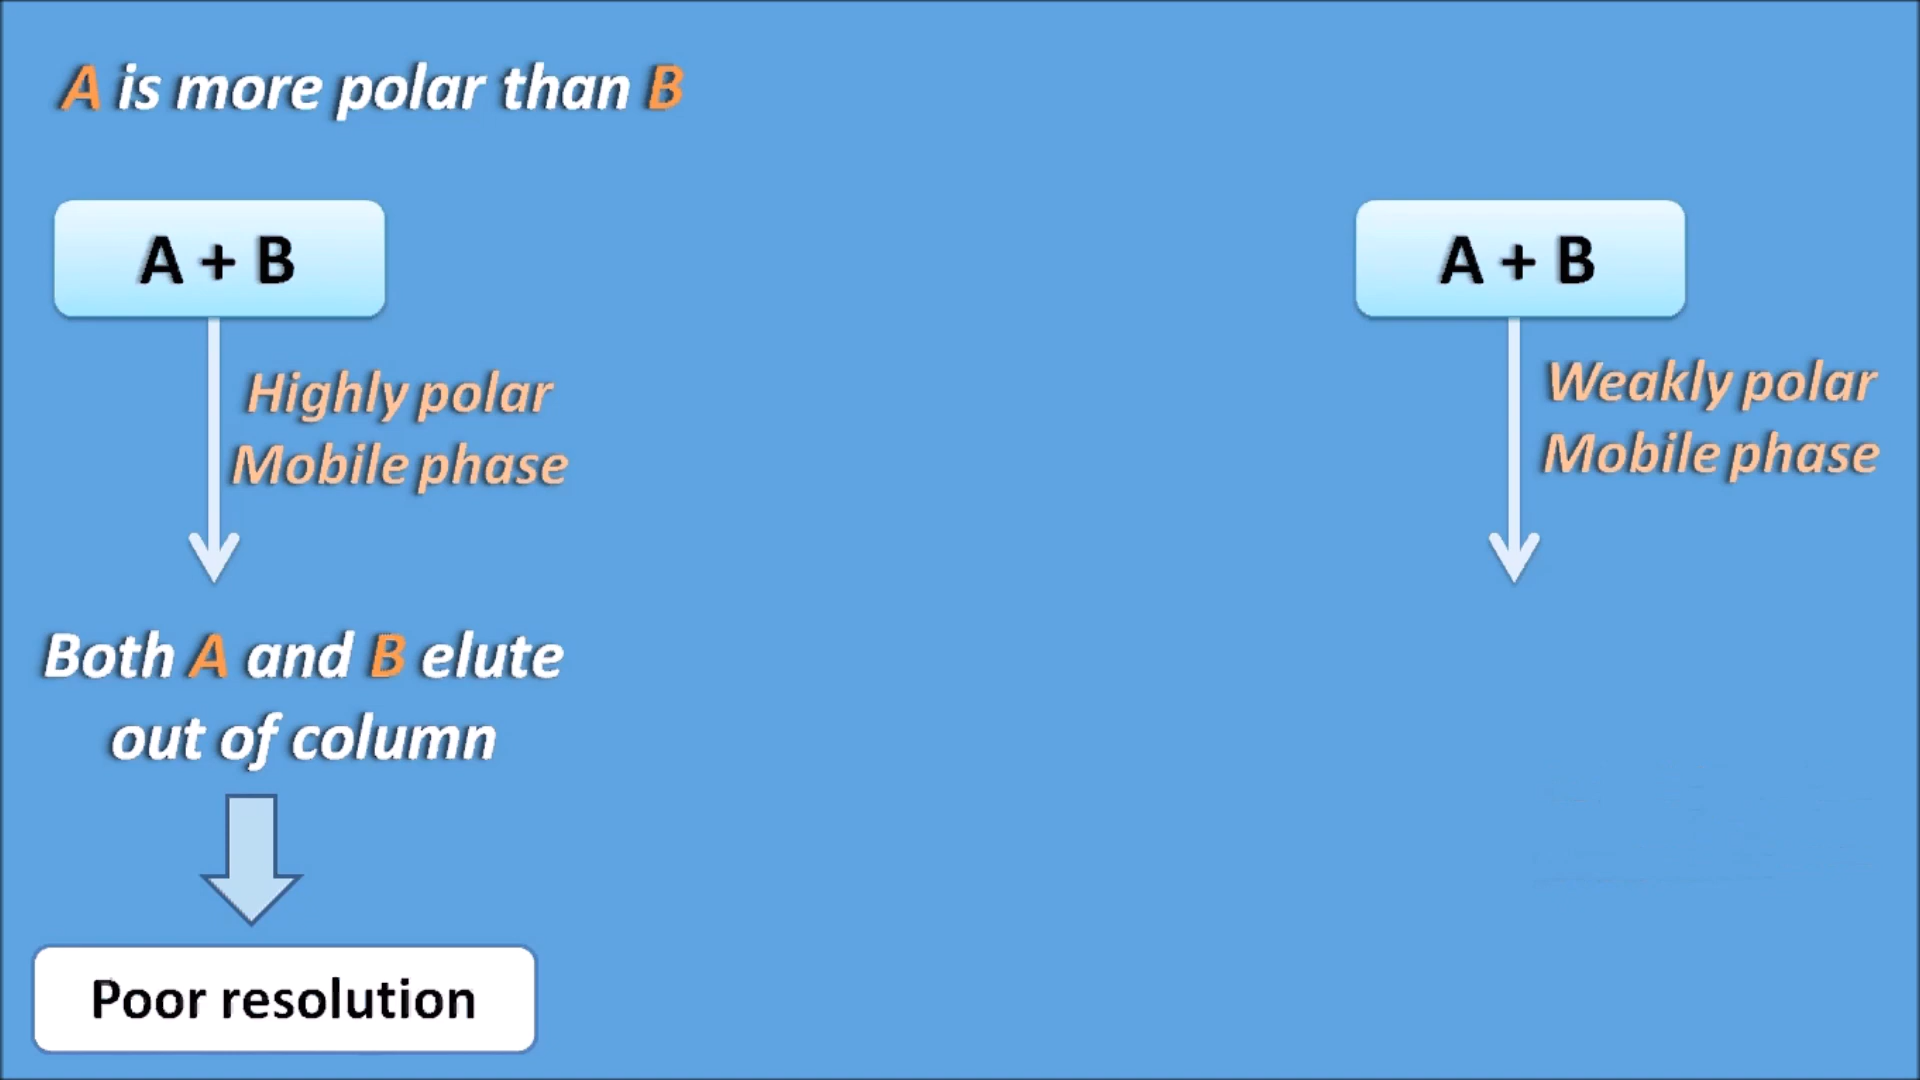 A is more polar than B
A + B
Highly polar
Mobile phase
Both A and B elute
out of column
Poor resolution
A + B
Weakly polar
Mobile phase